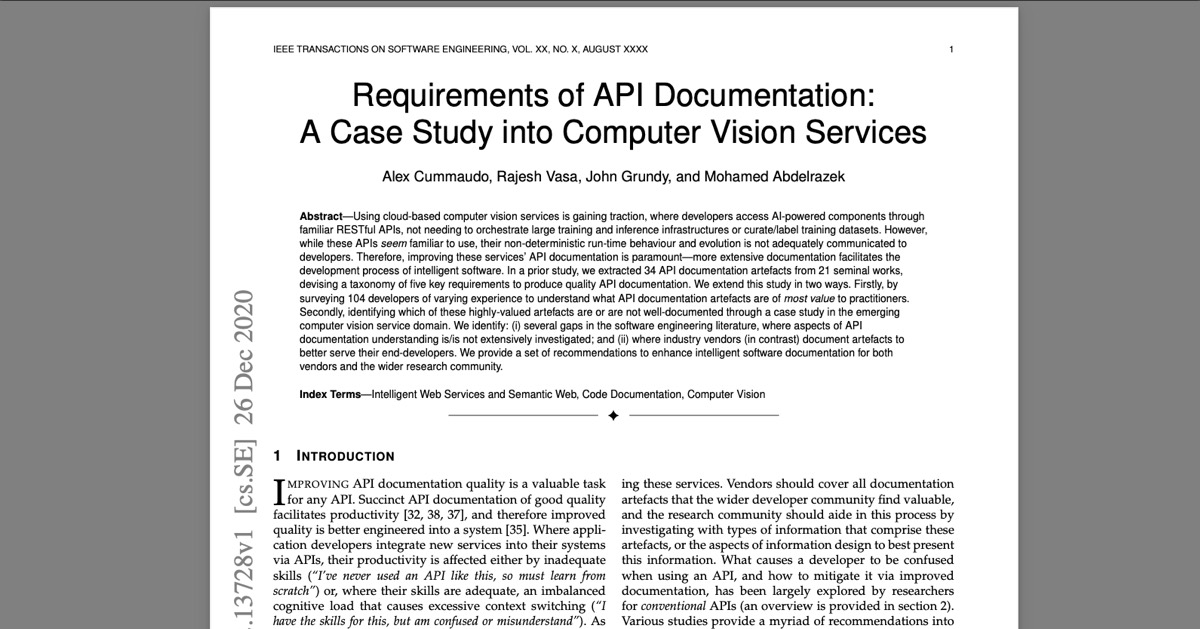 IEEE TRANSACTIONS ON SOFTWARE ENGINEERING, VOL. XX, NO. X, AUGUST XXXX
1
Requirements of API Documentation:
A Case Study into Computer Vision Services
Alex Cummaudo, Rajesh Vasa, John Grundy, and Mohamed Abdelrazek
Abstract—Using cloud-based computer vision services is gaining traction, where developers access AI-powered components through
familiar RESTful APIs, not needing to orchestrate large training and inference infrastructures or curate/label training datasets. However,
while these APIs seem familiar to use, their non-deterministic run-time behaviour and evolution is not adequately communicated to
developers. Therefore, improving these services' API documentation is paramount—more extensive documentation facilitates the
development process of intelligent software. In a prior study, we extracted 34 API documentation artefacts from 21 seminal works,
devising a taxonomy of five key requirements to produce quality API documentation. We extend this study in two ways. Firstly, by
surveying 104 developers of varying experience to understand what API documentation artefacts are of most value to practitioners.
Secondly, identifying which of these highly-valued artefacts are or are not well-documented through a case study in the emerging
computer vision service domain. We identify: (i) several gaps in the software engineering literature, where aspects of API
documentation understanding is/is not extensively investigated; and (ii) where industry vendors (in contrast) document artefacts to
better serve their end-developers. We provide a set of recommendations to enhance intelligent software documentation for both
vendors and the wider research community.
Index Terms—Intelligent Web Services and Semantic Web, Code Documentation, Computer Vision
.13728v1 [cs.SE] 26 Dec 2020
1 INTRODUCTION
IMPROVING API documentation quality is a valuable task
for any API. Succinct API documentation of good quality
facilitates productivity [32, 38, 37], and therefore improved
quality is better engineered into a system [35]. Where appli-
cation developers integrate new services into their systems
via APIs, their productivity is affected either by inadequate
skills (“I've never used an API like this, so must learn from
scratch”) or, where their skills are adequate, an imbalanced
cognitive load that causes excessive context switching (“I
have the skills for this, but am confused or misunderstand”). As
ing these services. Vendors should cover all documentation
artefacts that the wider developer community find valuable,
and the research community should aide in this process by
investigating with types of information that comprise these
artefacts, or the aspects of information design to best present
this information. What causes a developer to be confused
when using an API, and how to mitigate it via improved
documentation, has been largely explored by researchers
for conventional APIs (an overview is provided in section 2).
Various studies provide a myriad of recommendations into